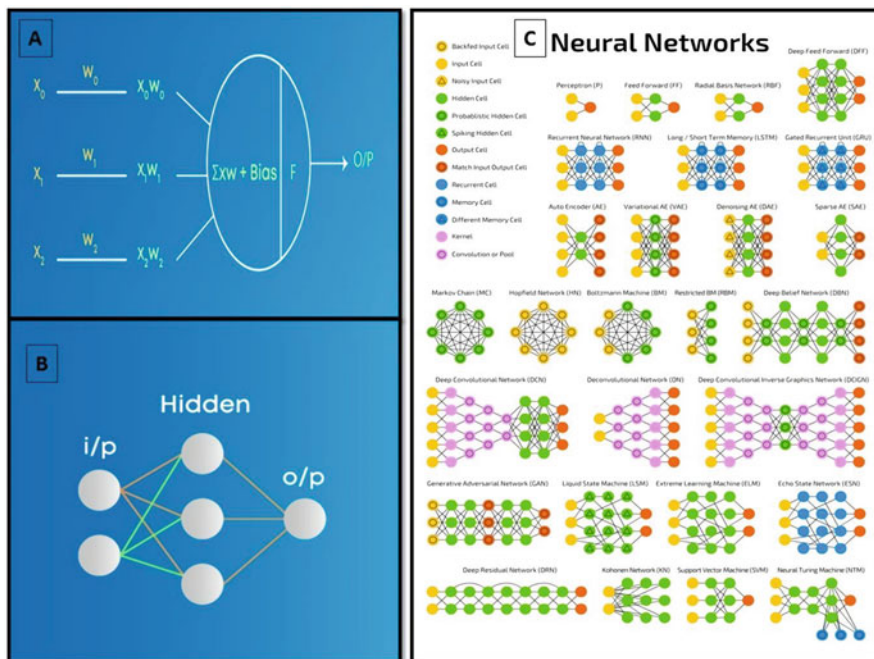 A
W₀
X₀
X₀W₀
W₁
X₁
X₁W₁
Σxw + Bias
F
O/P
W₂
X₂
X₂W₂
B
Hidden
i/p
o/p
C
Neural Networks
Backfed Input Cell
Input Cell
Noisy Input Cell
Hidden Cell
Probablistic Hidden Cell
Spiking Hidden Cell
Output Cell
Match Input Output Cell
Recurrent Cell
Memory Cell
Different Memory Cell
Kernel
Convolution or Pool
Deep Feed Forward (DFF)
Perceptron (P)
Feed Forward (FF)
Radial Basis Network (RBF)
Recurrent Neural Network (RNN)
Long / Short Term Memory (LSTM)
Gated Recurrent Unit (GRU)
Auto Encoder (AE)
Variational AE (VAE)
Denoising AE (DAE)
Sparse AE (SAE)
Markov Chain (MC)
Hopfield Network (HN)
Boltzmann Machine (BM)
Restricted BM (RBM)
Deep Belief Network (DBN)
Deep Convolutional Network (DCN)
Deconvolutional Network (DN)
Deep Convolutional Inverse Graphics Network (DCIGN)
Generative Adversarial Network (GAN)
Liquid State Machine (LSM)
Extreme Learning Machine (ELM)
Echo State Network (ESN)
Deep Residual Network (DRN)
Kohonen Network (KN)
Support Vector Machine (SVM)
Neural Turing Machine (NTM)